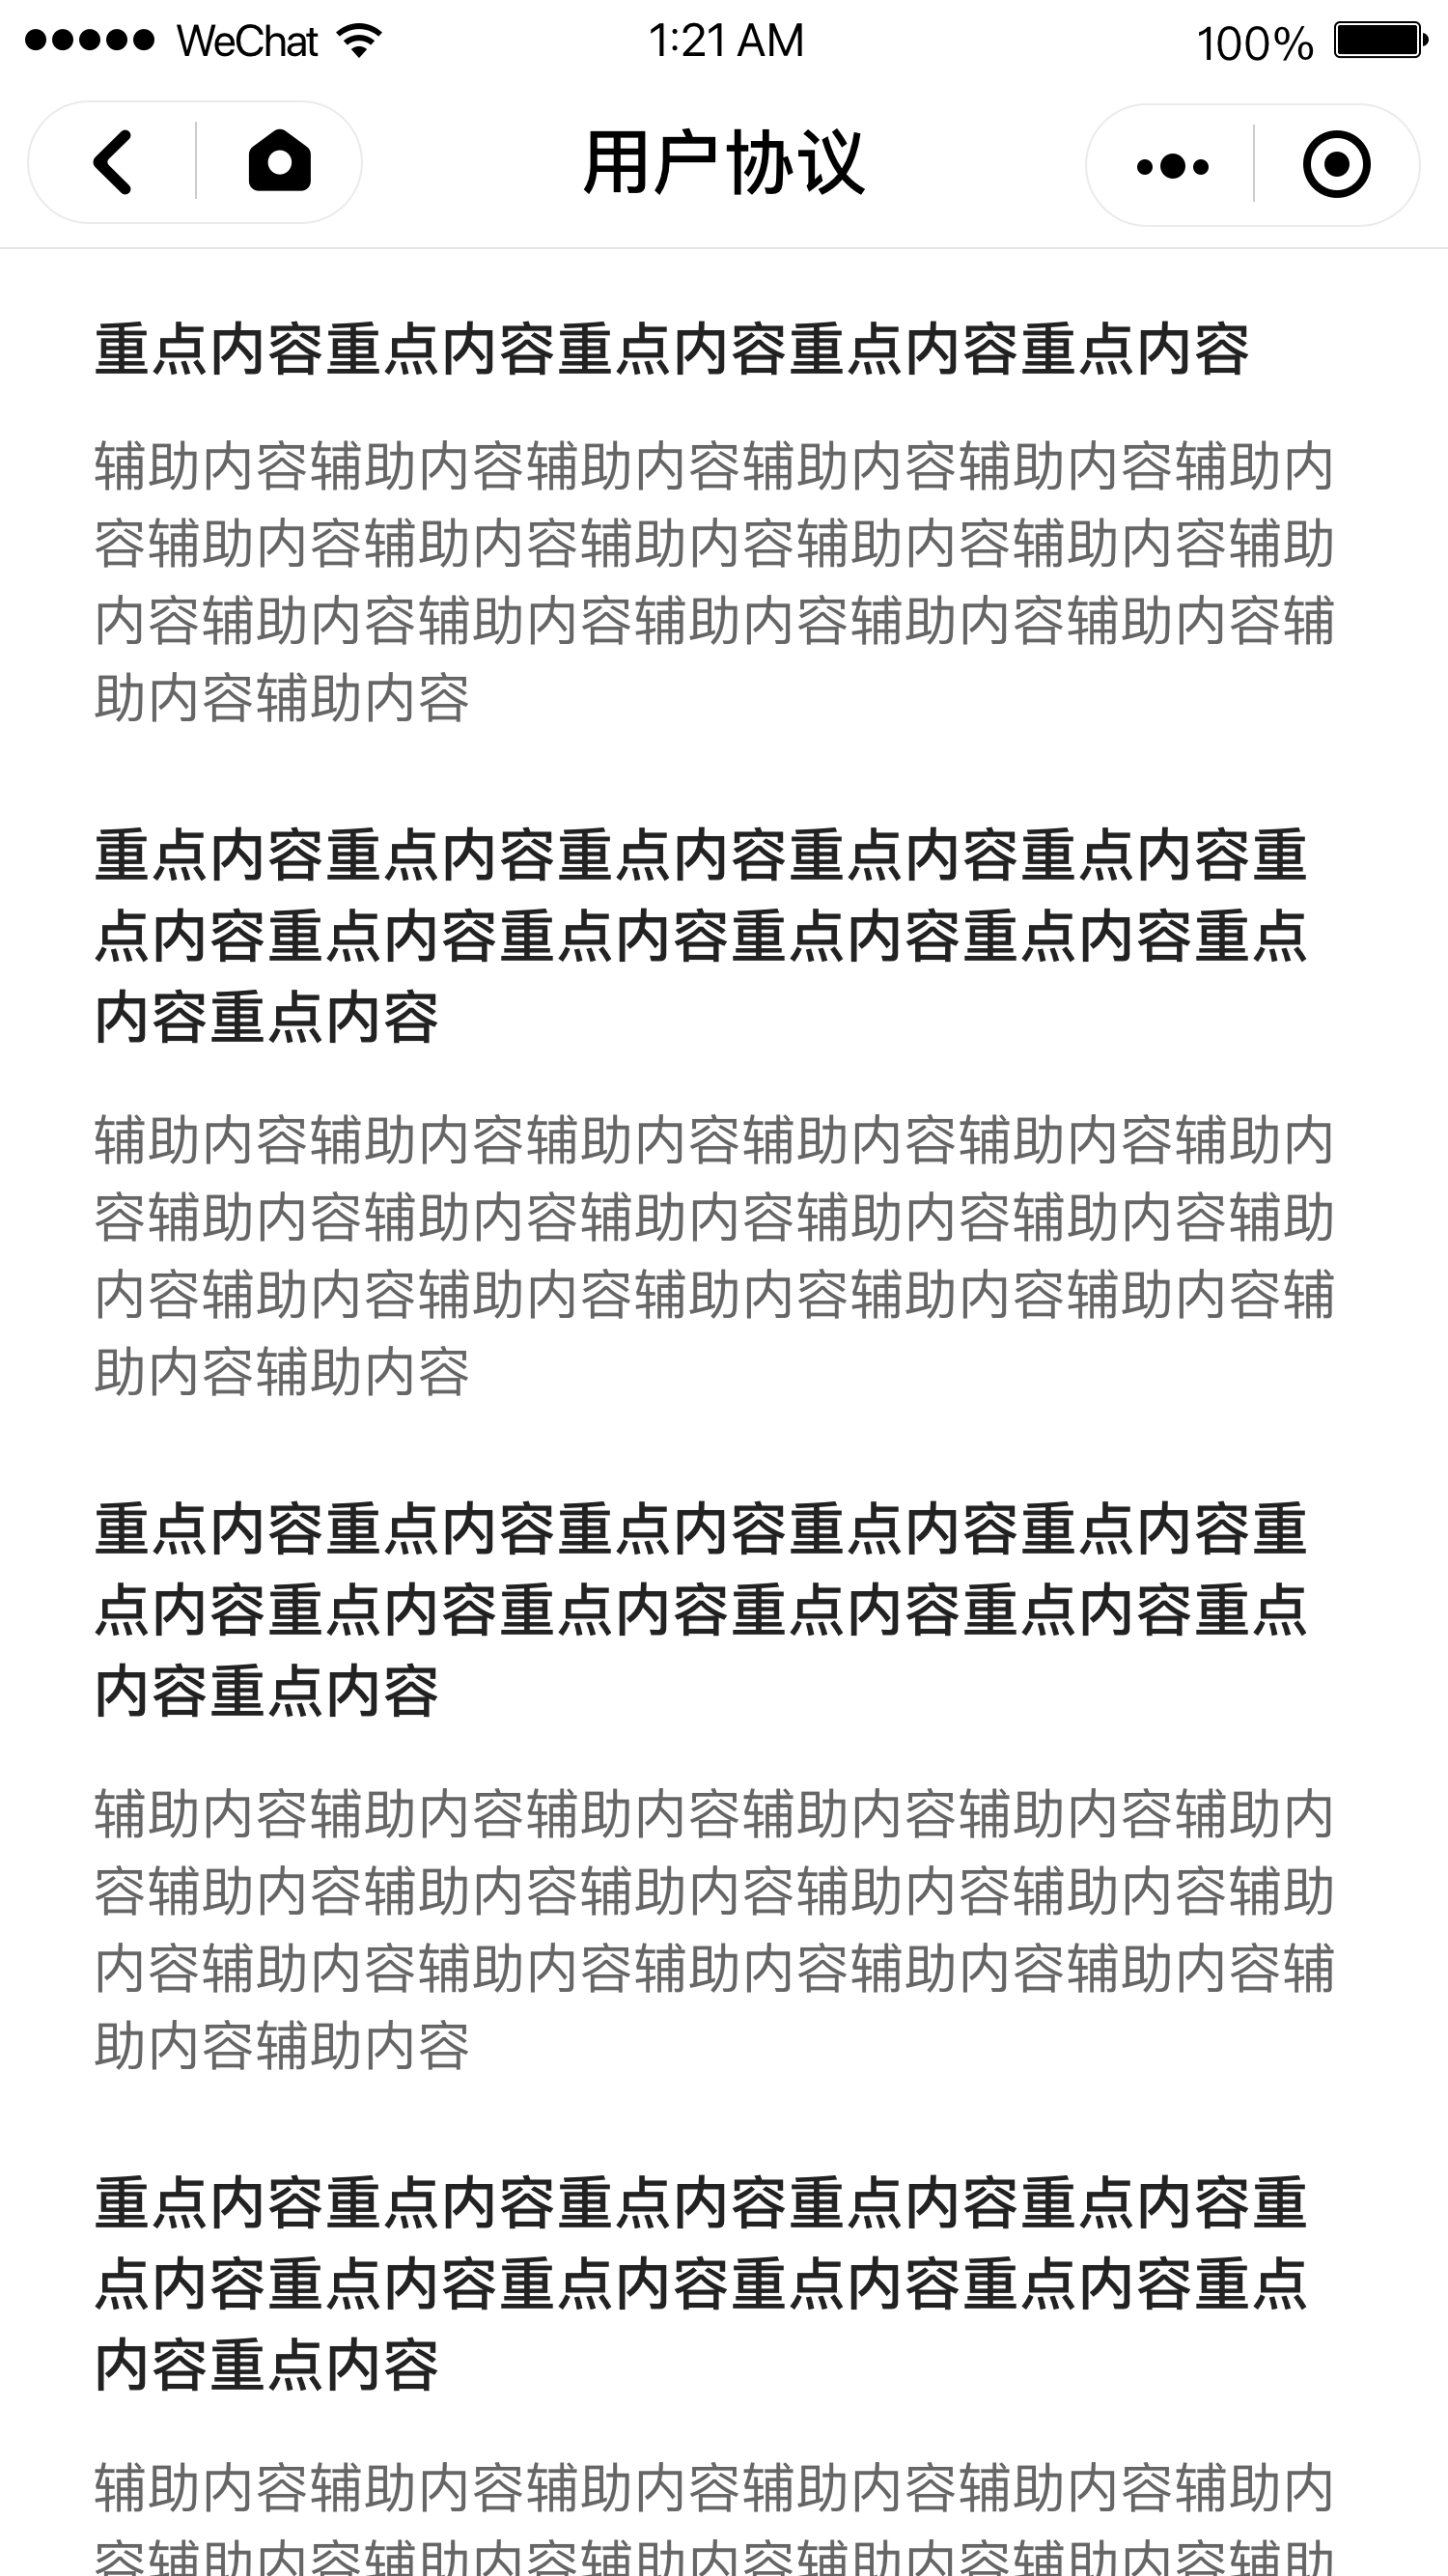 WeChat 1:21 AM 100%
用户协议
重点内容重点内容重点内容重点内容重点内容
辅助内容辅助内容辅助内容辅助内容辅助内容辅助内
容辅助内容辅助内容辅助内容辅助内容辅助内容辅助
内容辅助内容辅助内容辅助内容辅助内容辅助内容辅
助内容辅助内容
重点内容重点内容重点内容重点内容重点内容重
点内容重点内容重点内容重点内容重点内容重点
内容重点内容
辅助内容辅助内容辅助内容辅助内容辅助内容辅助内
容辅助内容辅助内容辅助内容辅助内容辅助内容辅助
内容辅助内容辅助内容辅助内容辅助内容辅助内容辅
助内容辅助内容
重点内容重点内容重点内容重点内容重点内容重
点内容重点内容重点内容重点内容重点内容重点
内容重点内容
辅助内容辅助内容辅助内容辅助内容辅助内容辅助内
容辅助内容辅助内容辅助内容辅助内容辅助内容辅助
内容辅助内容辅助内容辅助内容辅助内容辅助内容辅
助内容辅助内容
重点内容重点内容重点内容重点内容重点内容重
点内容重点内容重点内容重点内容重点内容重点
内容重点内容
辅助内容辅助内容辅助内容辅助内容辅助内容辅助内
容辅助内容辅助内容辅助内容辅助内容辅助内容辅助